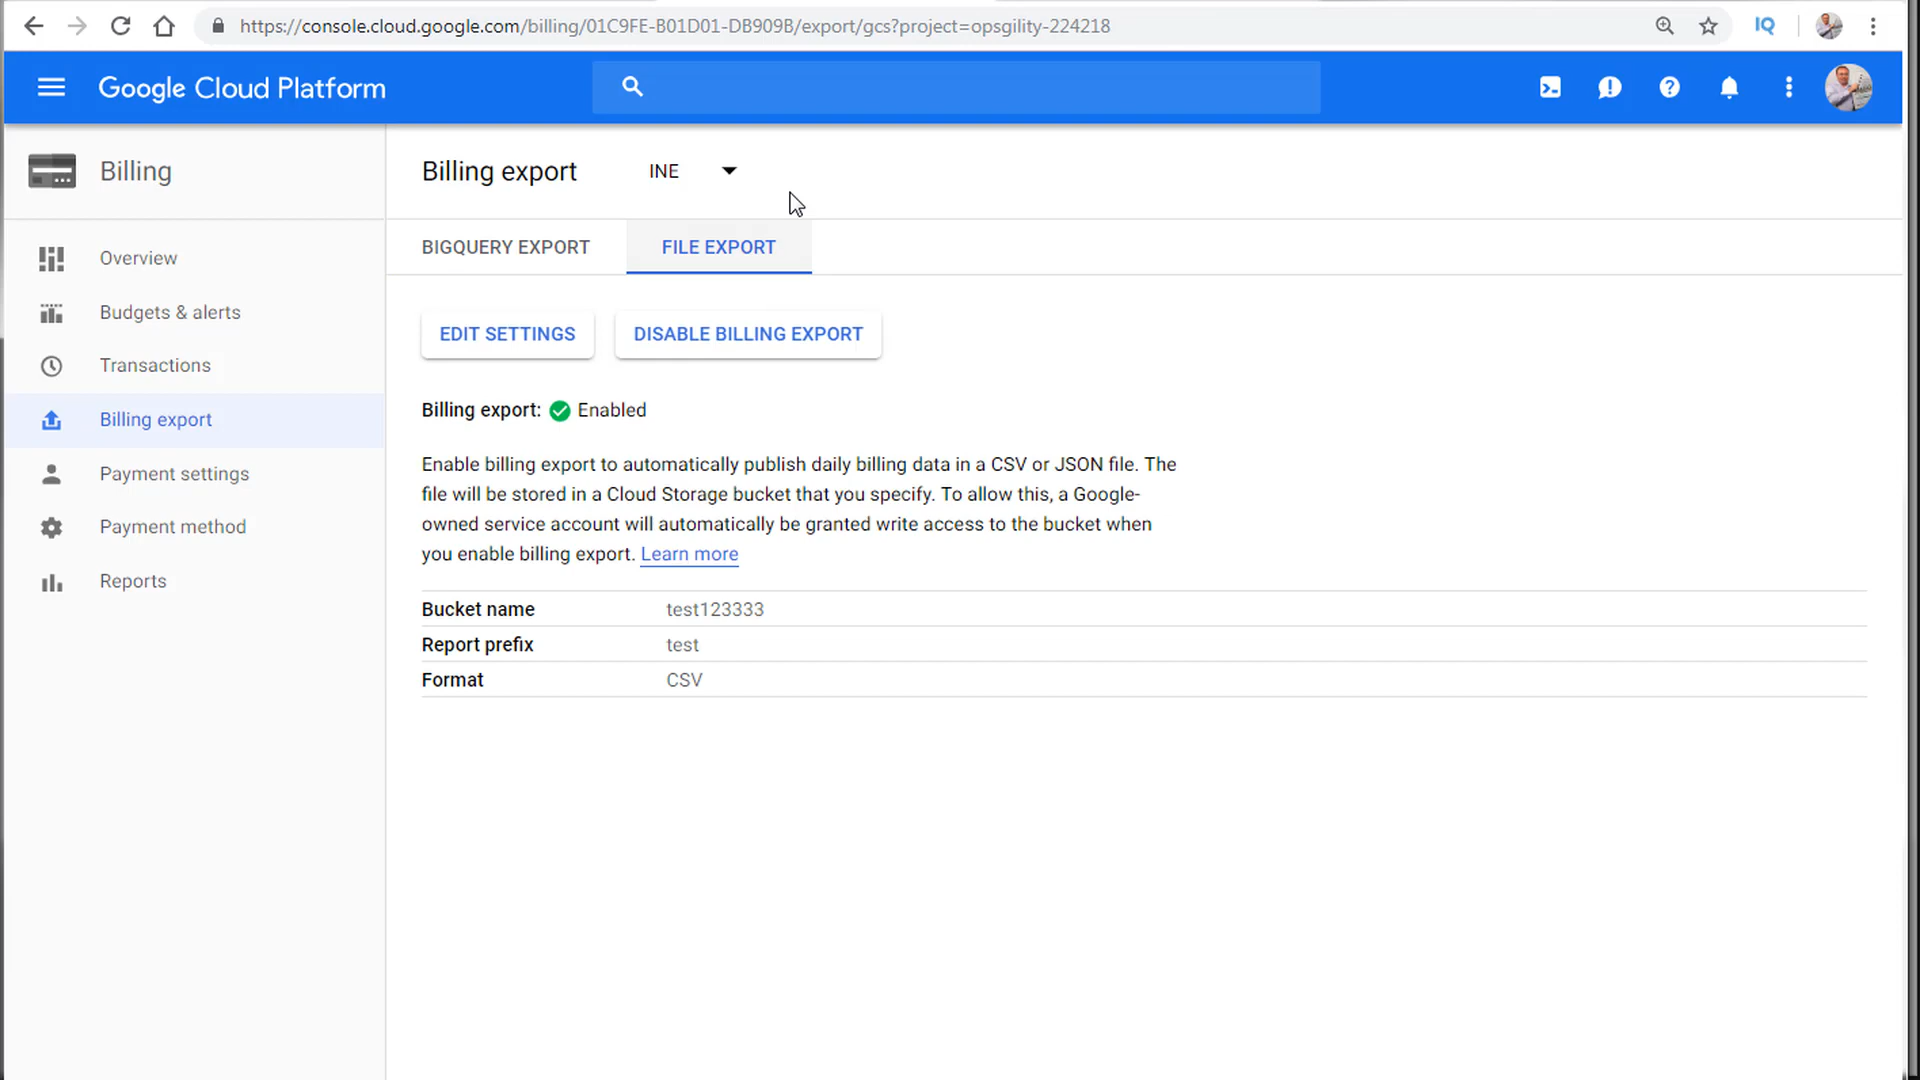 https://console.cloud.google.com/billing/01C9FE-B01D01-DB909B/export/gcs?project=opsgility-224218
IQ
Google Cloud Platform
Billing
Billing export
INE
BIGQUERY EXPORT
FILE EXPORT
Overview
Budgets & alerts
Transactions
Billing export
Payment settings
Payment method
Reports
EDIT SETTINGS
DISABLE BILLING EXPORT
Billing export: Enabled
Enable billing export to automatically publish daily billing data in a CSV or JSON file. The
file will be stored in a Cloud Storage bucket that you specify. To allow this, a Google-
owned service account will automatically be granted write access to the bucket when
you enable billing export. Learn more
Bucket name test123333
Report prefix test
Format CSV